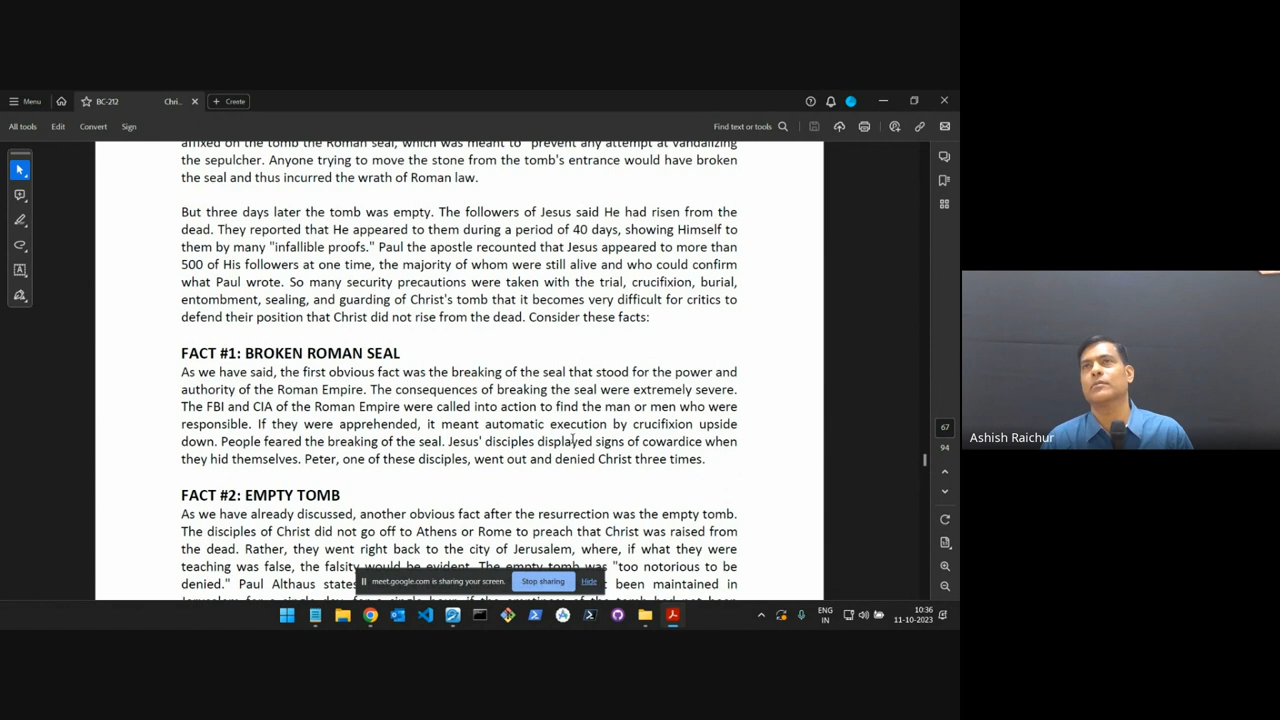 Menu
BC-212
Chri..
Create
All tools
Edit
Convert
Sign
Find text or tools
affixed on the tomb the Roman seal, which was meant to "prevent any attempt at vandalizing
the sepulcher. Anyone trying to move the stone from the tomb's entrance would have broken
the seal and thus incurred the wrath of Roman law.
But three days later the tomb was empty. The followers of Jesus said He had risen from the
dead. They reported that He appeared to them during a period of 40 days, showing Himself to
them by many "infallible proofs." Paul the apostle recounted that Jesus appeared to more than
500 of His followers at one time, the majority of whom were still alive and who could confirm
what Paul wrote. So many security precautions were taken with the trial, crucifixion, burial,
entombment, sealing, and guarding of Christ's tomb that it becomes very difficult for critics to
defend their position that Christ did not rise from the dead. Consider these facts:
FACT #1: BROKEN ROMAN SEAL
As we have said, the first obvious fact was the breaking of the seal that stood for the power and
authority of the Roman Empire. The consequences of breaking the seal were extremely severe.
The FBI and CIA of the Roman Empire were called into action to find the man or men who were
responsible. If they were apprehended, it meant automatic execution by crucifixion upside
down. People feared the breaking of the seal. Jesus' disciples displayed signs of cowardice when
they hid themselves. Peter, one of these disciples, went out and denied Christ three times.
FACT #2: EMPTY TOMB
As we have already discussed, another obvious fact after the resurrection was the empty tomb.
The disciples of Christ did not go off to Athens or Rome to preach that Christ was raised from
the dead. Rather, they went right back to the city of Jerusalem, where, if what they were
teaching was false, the falsity would be evident. The empty tomb was "too notorious to be
denied." Paul Althaus states been maintained in
meet.google.com is sharing your screen.
Stop sharing
Hide
67
94
Ashish Raichur
ENG
IN
10:36
11-10-2023